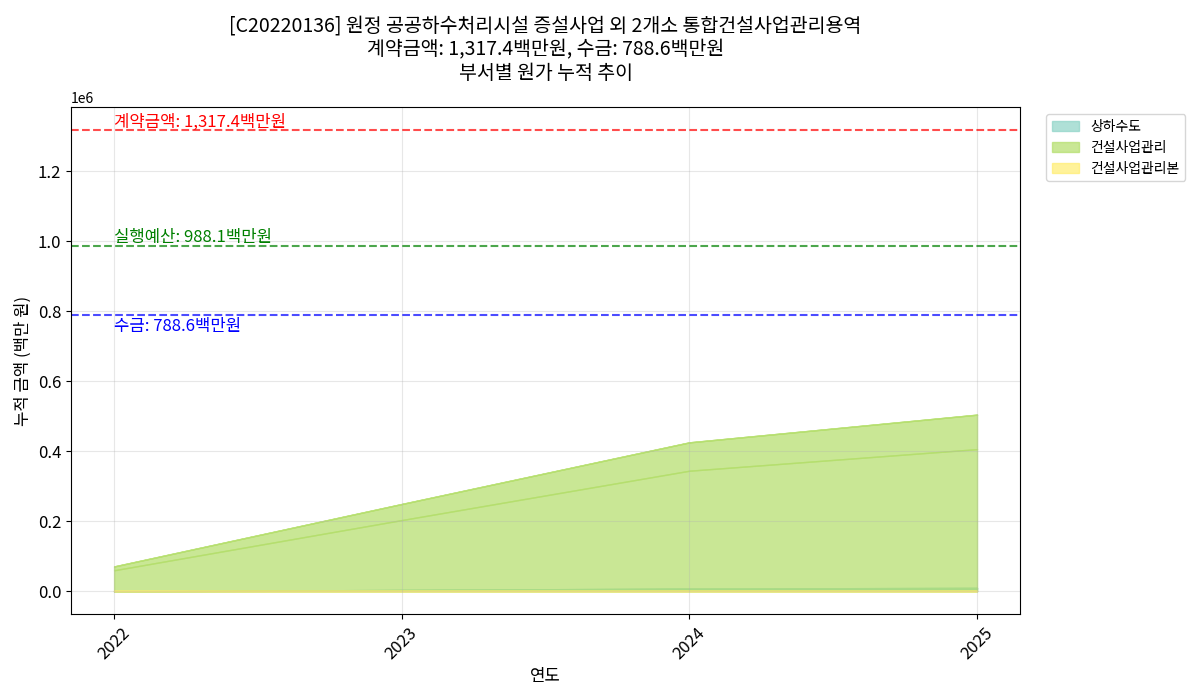 [C20220136] 원정 공공하수처리시설 증설사업 외 2개소 통합건설사업관리용역
계약금액: 1,317.4백만원, 수금: 788.6백만원
부서별 원가 누적 추이
1e6
계약금액: 1,317.4백만원
상하수도
건설사업관리
건설사업관리본
1.2
실행예산: 988.1백만원
1.0
수금: 788.6백만원
0.8
0.6
0.4
0.2
0.0
누적 금액 (백만 원)
2022
2023
2024
2025
연도